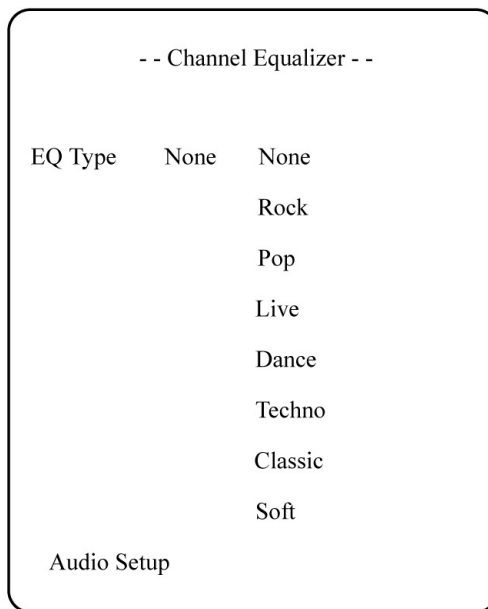 - - Channel Equalizer - -
EQ Type None None
Rock
Pop
Live
Dance
Techno
Classic
Soft
Audio Setup